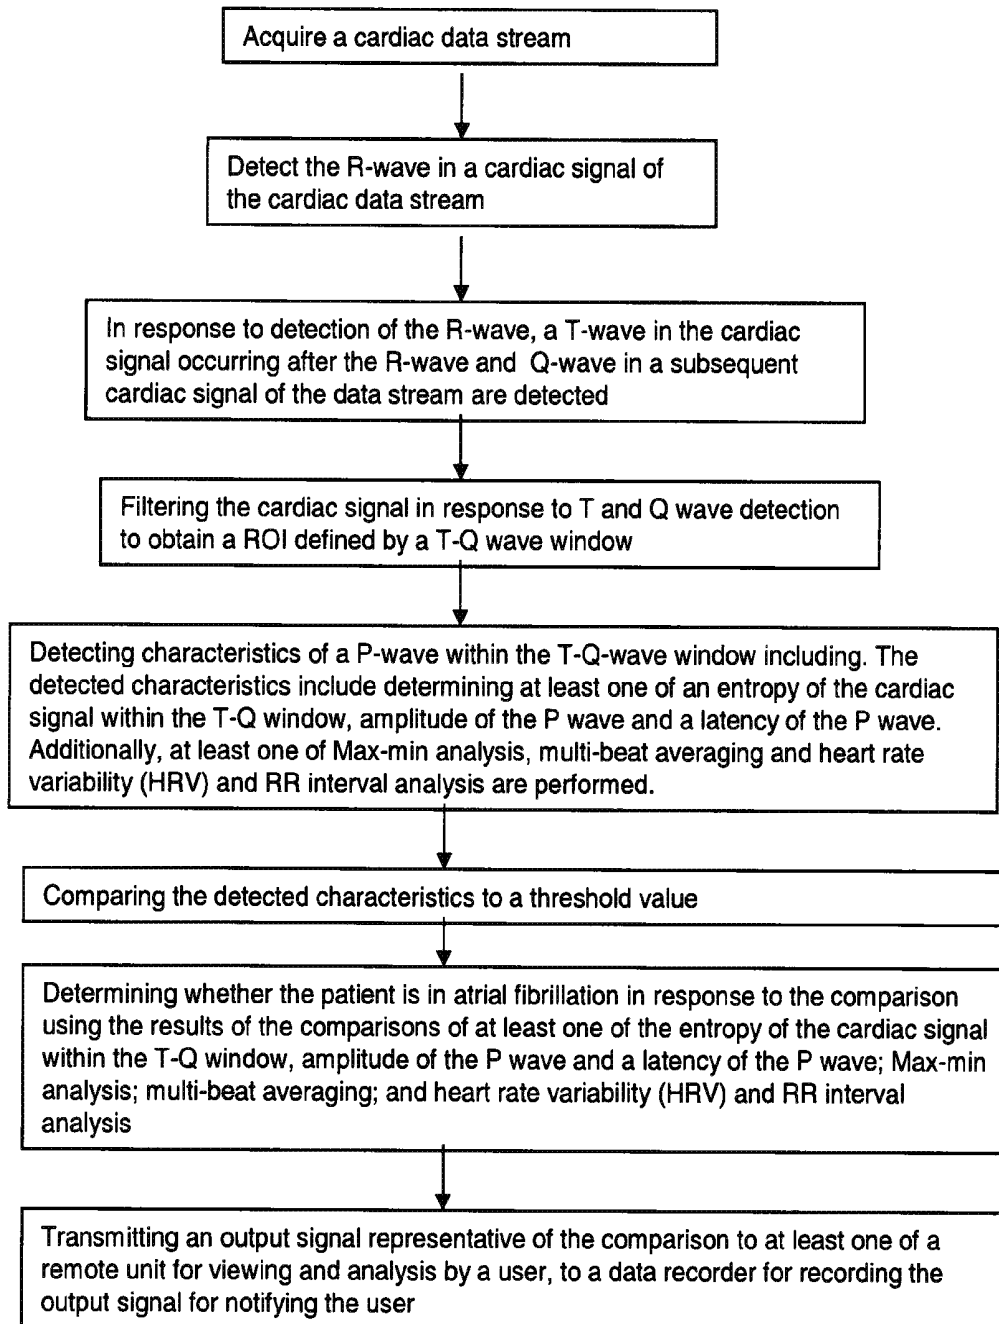 Acquire a cardiac data stream
Detect the R-wave in a cardiac signal of
the cardiac data stream
In response to detection of the R-wave, a T-wave in the cardiac
signal occurring after the R-wave and Q-wave in a subsequent
cardiac signal of the data stream are detected
Filtering the cardiac signal in response to T and Q wave detection
to obtain a ROI defined by a T-Q wave window
Detecting characteristics of a P-wave within the T-Q-wave window including. The
detected characteristics include determining at least one of an entropy of the cardiac
signal within the T-Q window, amplitude of the P wave and a latency of the P wave.
Additionally, at least one of Max-min analysis, multi-beat averaging and heart rate
variability (HRV) and RR interval analysis are performed.
Comparing the detected characteristics to a threshold value
Determining whether the patient is in atrial fibrillation in response to the comparison
using the results of the comparisons of at least one of the entropy of the cardiac signal
within the T-Q window, amplitude of the P wave and a latency of the P wave; Max-min
analysis; multi-beat averaging; and heart rate variability (HRV) and RR interval
analysis
Transmitting an output signal representative of the comparison to at least one of a
remote unit for viewing and analysis by a user, to a data recorder for recording the
output signal for notifying the user